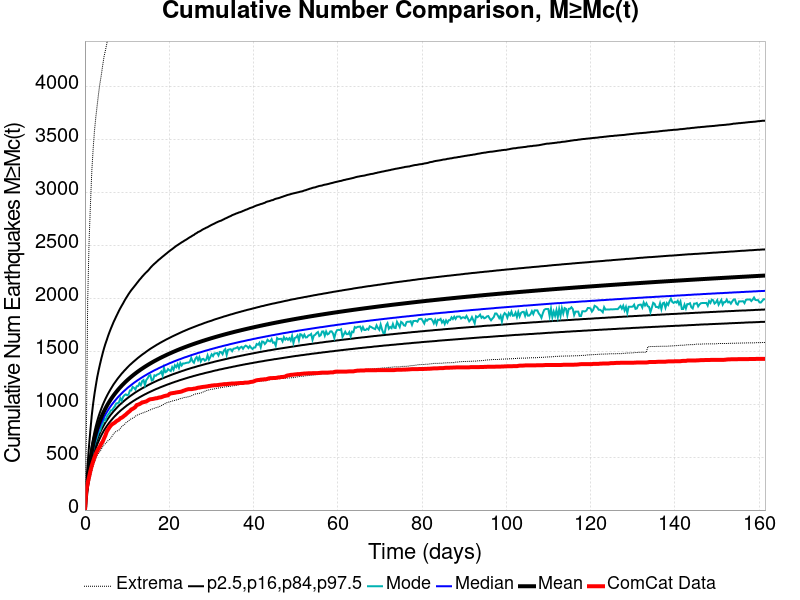 Cumulative Number Comparison, M≥Mc(t)
Cumulative Num Earthquakes M≥Mc(t)
4000
3500
3000
2500
2000
1500
1000
500
0
0 20 40 60 80 100 120 140 160
Time (days)
Extrema p2.5,p16,p84,p97.5 Mode Median Mean ComCat Data